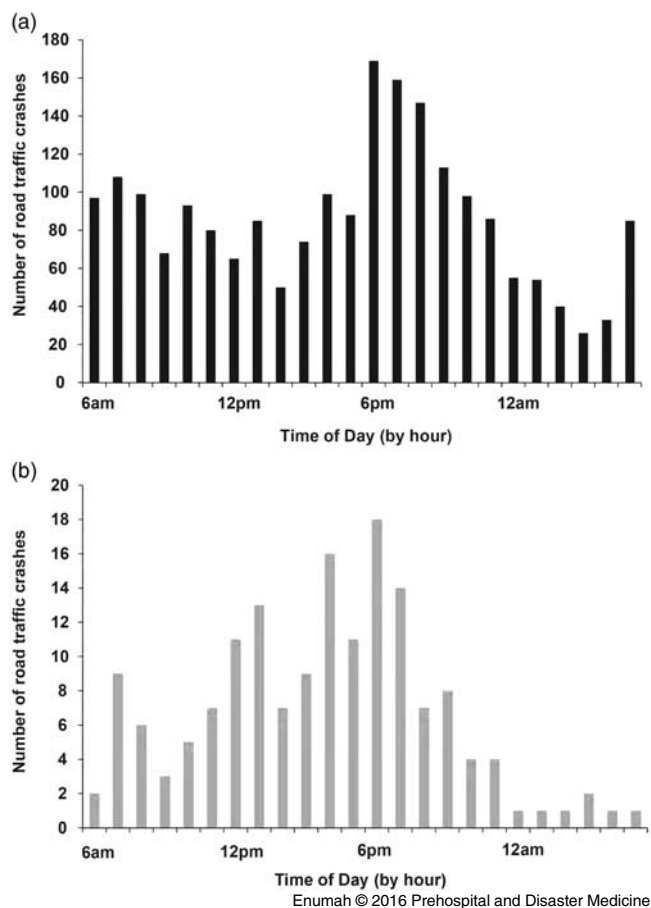 (a)
Number of road traffic crashes
180
160
140
120
100
80
60
40
20
0
6am 12pm 6pm 12am
Time of Day (by hour)
(b)
Number of road traffic crashes
20
18
16
14
12
10
8
6
4
2
0
6am 12pm 6pm 12am
Time of Day (by hour)
Enumah © 2016 Prehospital and Disaster Medicine